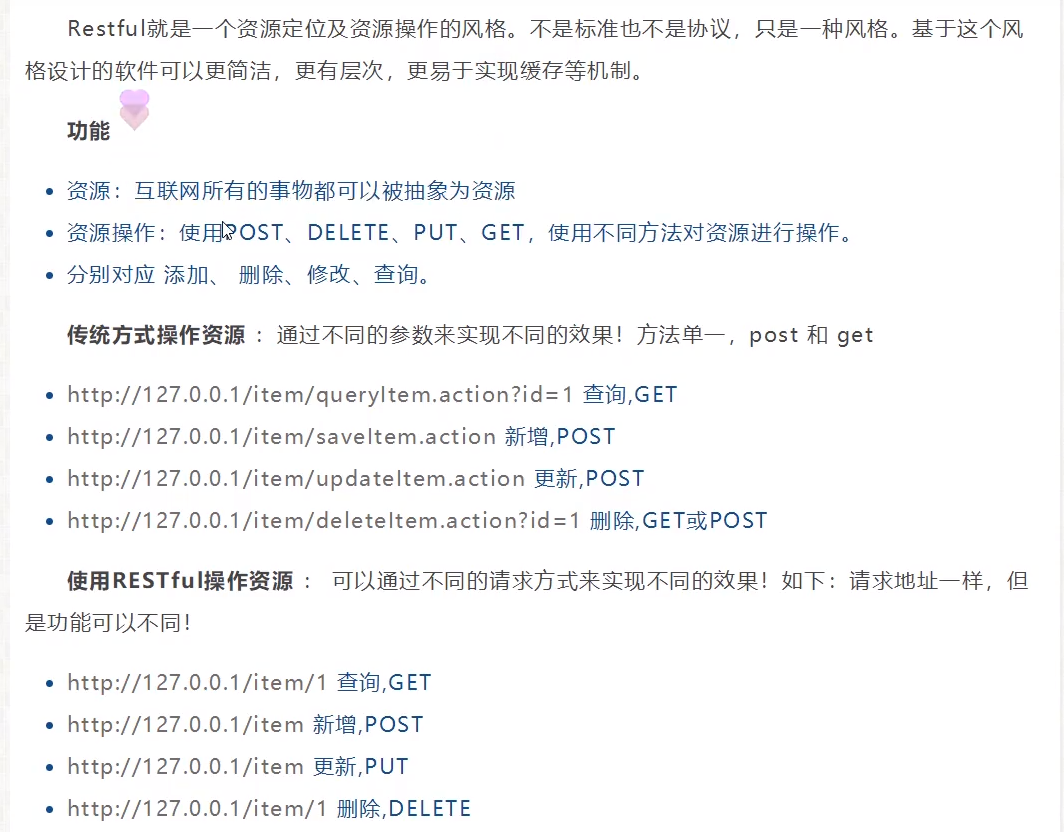 Restful就是一个资源定位及资源操作的风格。不是标准也不是协议，只是一种风格。基于这个风
格设计的软件可以更简洁，更有层次，更易于实现缓存等机制。
功能
资源：互联网所有的事物都可以被抽象为资源
资源操作：使用POST、DELETE、PUT、GET，使用不同方法对资源进行操作。
分别对应 添加、 删除、修改、查询。
传统方式操作资源 ：通过不同的参数来实现不同的效果！方法单一，post 和 get
http://127.0.0.1/item/queryItem.action?id=1 查询,GET
http://127.0.0.1/item/saveItem.action 新增,POST
http://127.0.0.1/item/updateItem.action 更新,POST
http://127.0.0.1/item/deleteItem.action?id=1 删除,GET或POST
使用RESTful操作资源 ： 可以通过不同的请求方式来实现不同的效果！如下：请求地址一样，但
是功能可以不同！
http://127.0.0.1/item/1 查询,GET
http://127.0.0.1/item 新增,POST
http://127.0.0.1/item 更新,PUT
http://127.0.0.1/item/1 删除,DELETE